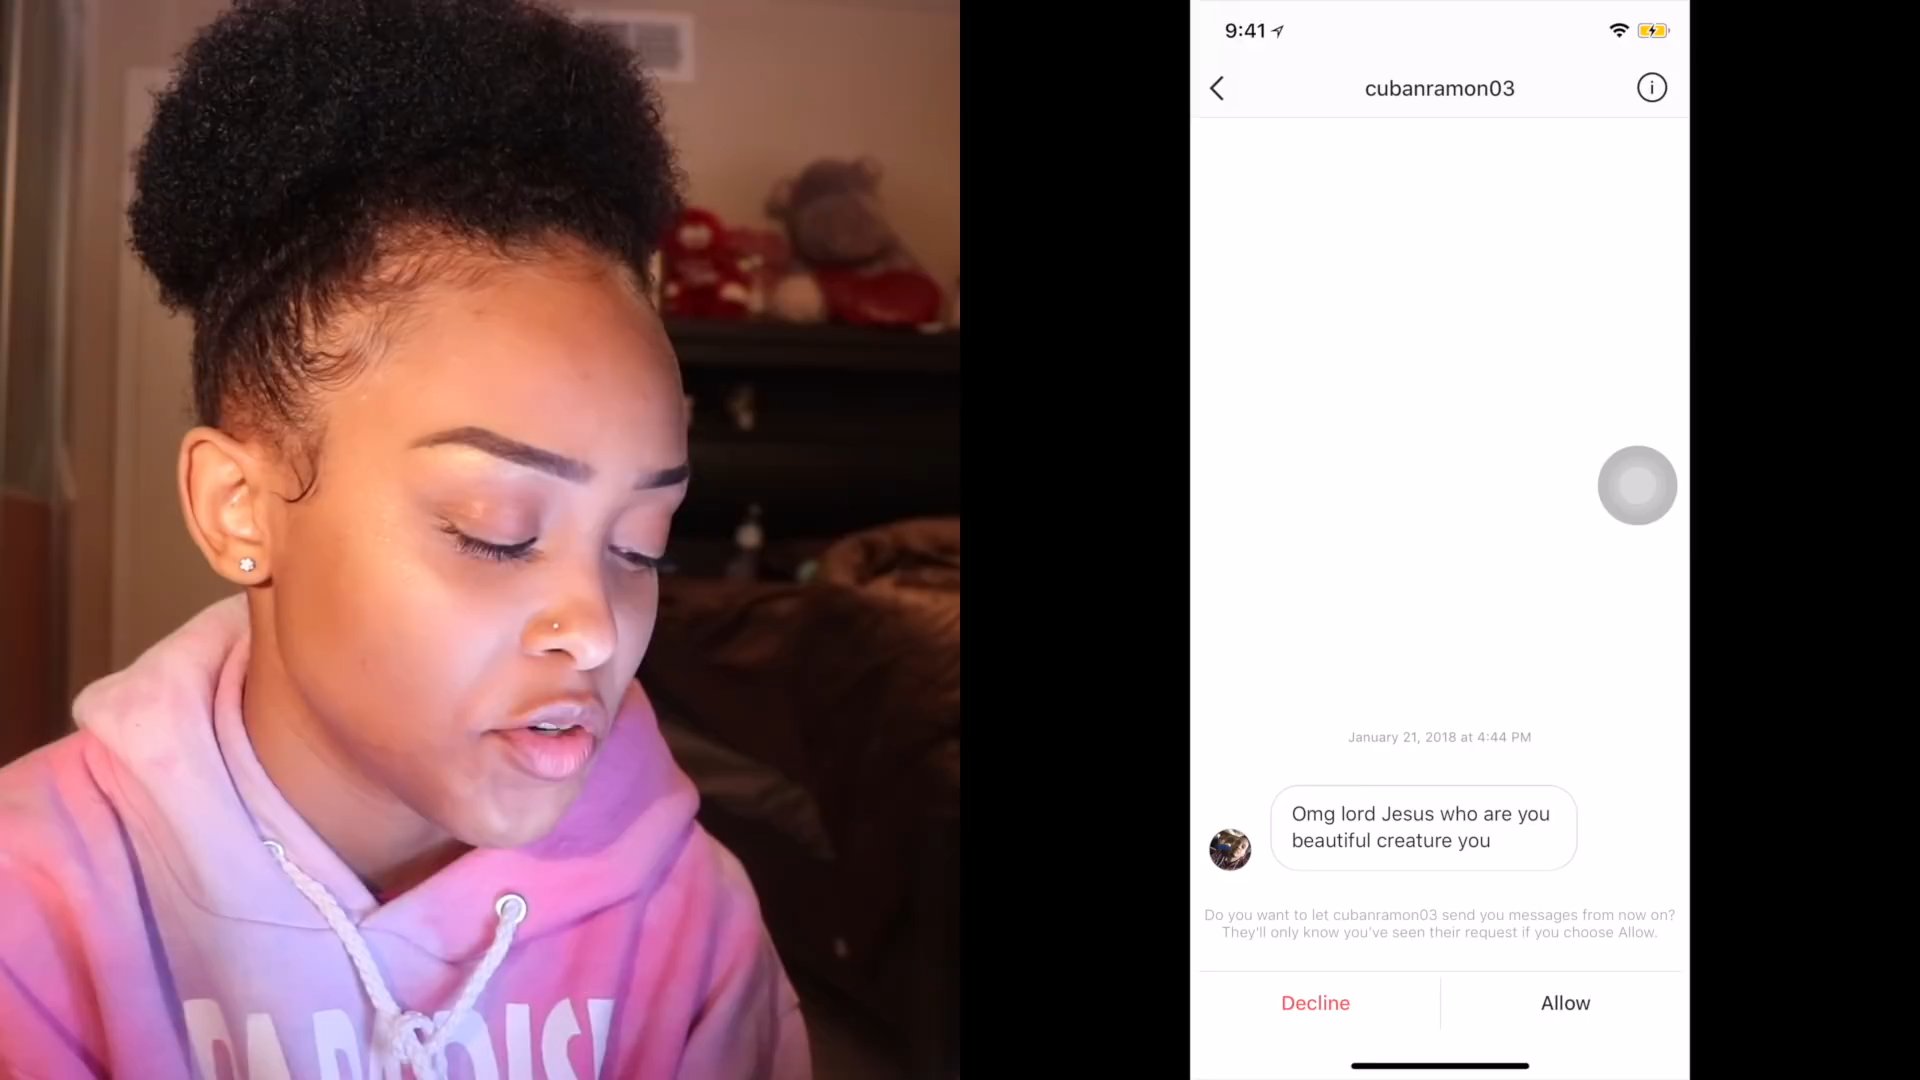 9:41
cubanramon03
January 21, 2018 at 4:44 PM
Omg lord Jesus who are you
beautiful creature you
Do you want to let cubanramon03 send you messages from now on?
They'll only know you've seen their request if you choose Allow.
Decline
Allow
PARADISE